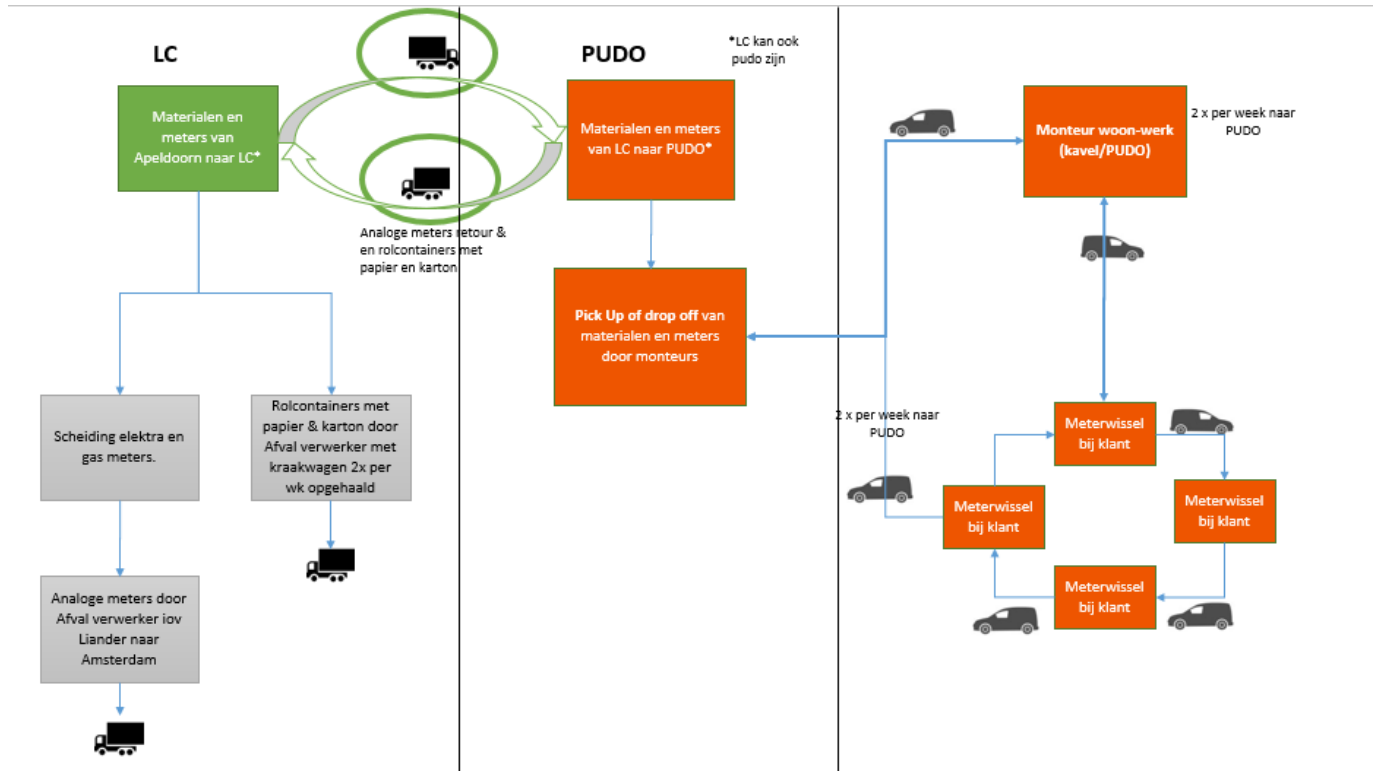 LC
Materialen en
meters van
Apeldoorn naar LC*
Analoge meters retour &
en rolcontainers met
papier en karton
Scheiding elektra en
gas meters.
Rolcontainers met
papier & karton door
Afval verwerker met
kraakwagen 2x per
wk opgehaald
Analoge meters door
Afval verwerker iov
Liander naar
Amsterdam
PUDO
*LC kan ook
pudo zijn
Materialen en meters
van LC naar PUDO*
Pick Up of drop off van
materialen en meters
door monteurs
Monteur woon-werk
(kavel/PUDO)
2 x per week naar
PUDO
2 x per week naar
PUDO
Meterwissel
bij klant
Meterwissel
bij klant
Meterwissel
bij klant
Meterwissel
bij klant